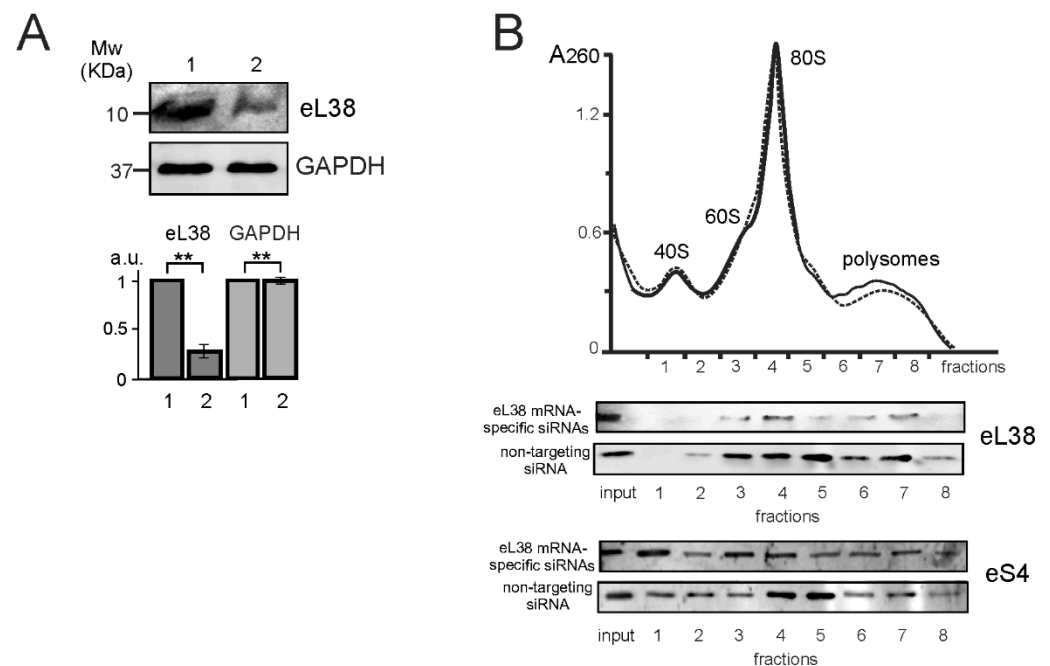 A
Mw
(KDa)
1 2
10 eL38
37 GAPDH
eL38 GAPDH
a.u. ** **
1
0.5
0
1 2 1 2
B
A260
80S
1.2
60S
0.6
40S
polysomes
0
1 2 3 4 5 6 7 8 fractions
eL38 mRNA-
specific siRNAs
eL38
non-targeting
siRNA
input 1 2 3 4 5 6 7 8
fractions
eL38 mRNA-
specific siRNAs
eS4
non-targeting
siRNA
input 1 2 3 4 5 6 7 8
fractions